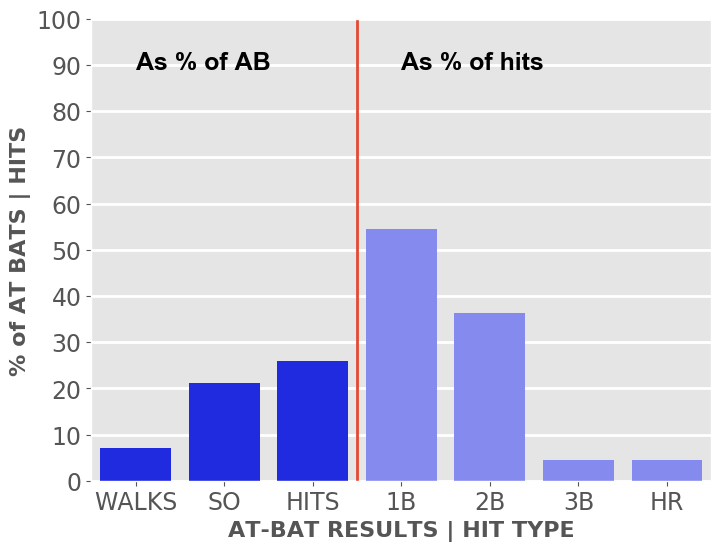 100
90
80
70
60
50
40
30
20
10
0
% of AT BATS | HITS
As % of AB
As % of hits
WALKS SO HITS 1B 2B 3B HR
AT-BAT RESULTS | HIT TYPE